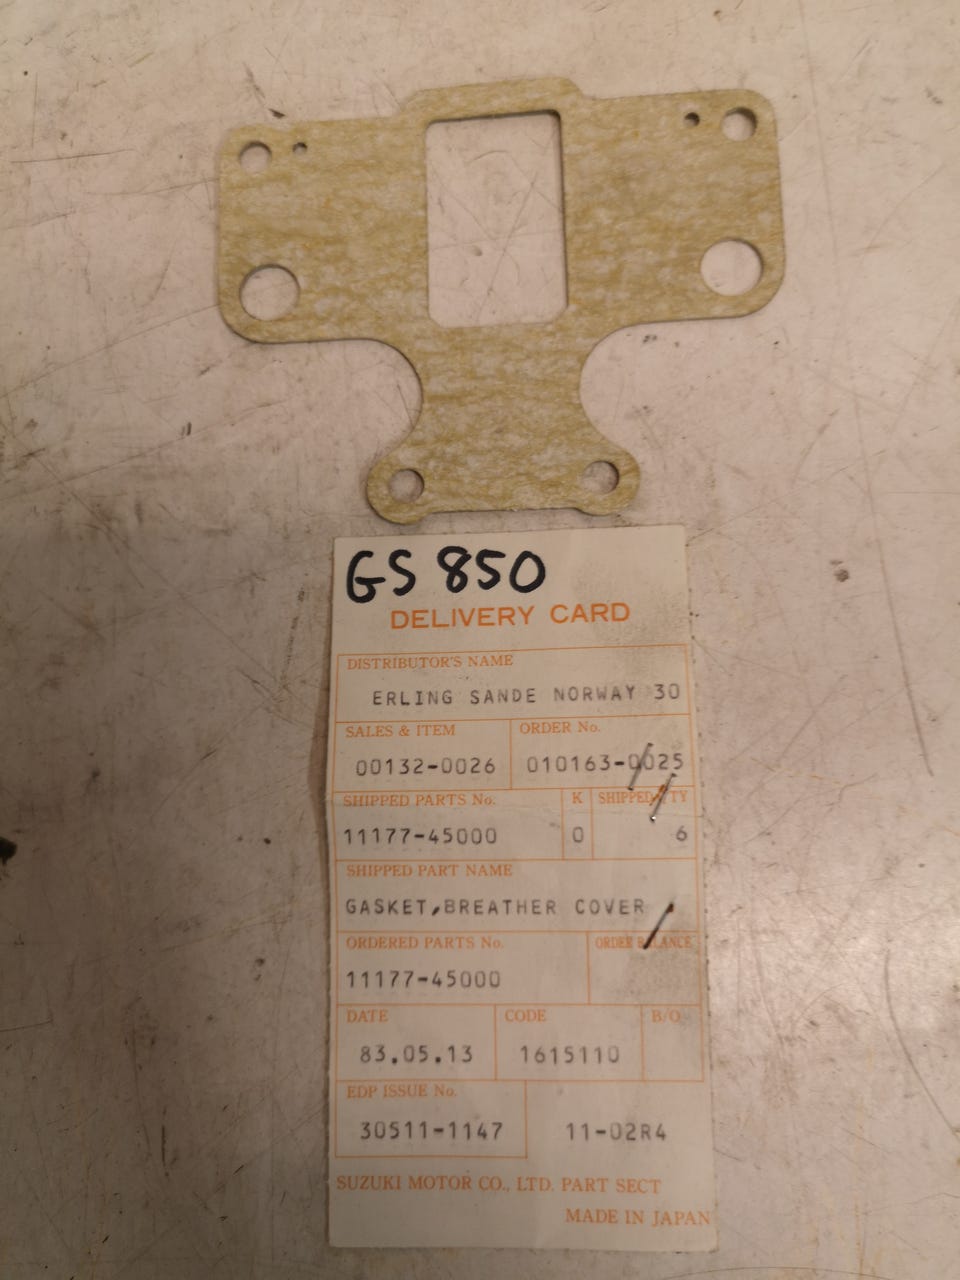 GS 850
DELIVERY CARD
DISTRIBUTOR'S NAME
ERLING SANDE NORWAY 30
SALES & ITEM ORDER No.
00132-0026 010163-0025
SHIPPED PARTS No. K SHIPPED Q'TY
11177-45000 0 6
SHIPPED PART NAME
GASKET,BREATHER COVER
ORDERED PARTS No. ORDER BALANCE
11177-45000
DATE CODE B/O
83.05.13 1615110
EDP ISSUE No.
30511-1147 11-02R4
SUZUKI MOTOR CO., LTD. PART SECT
MADE IN JAPAN